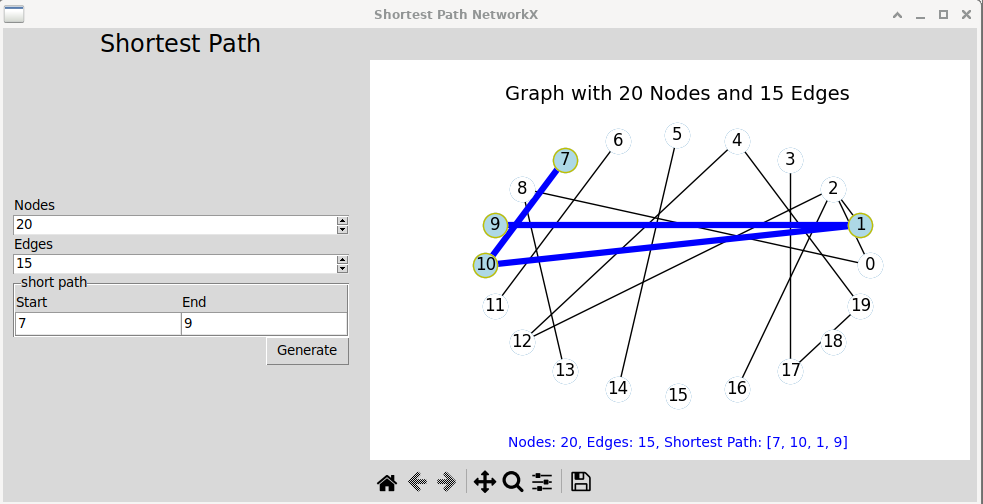 Shortest Path NetworkX
Shortest Path
Nodes
20
Edges
15
short path
Start End
7 9
Generate
Graph with 20 Nodes and 15 Edges
5
6 4
7 3
8 2
9 1
10 0
11 19
12 18
13 17
14 16
15
Nodes: 20, Edges: 15, Shortest Path: [7, 10, 1, 9]